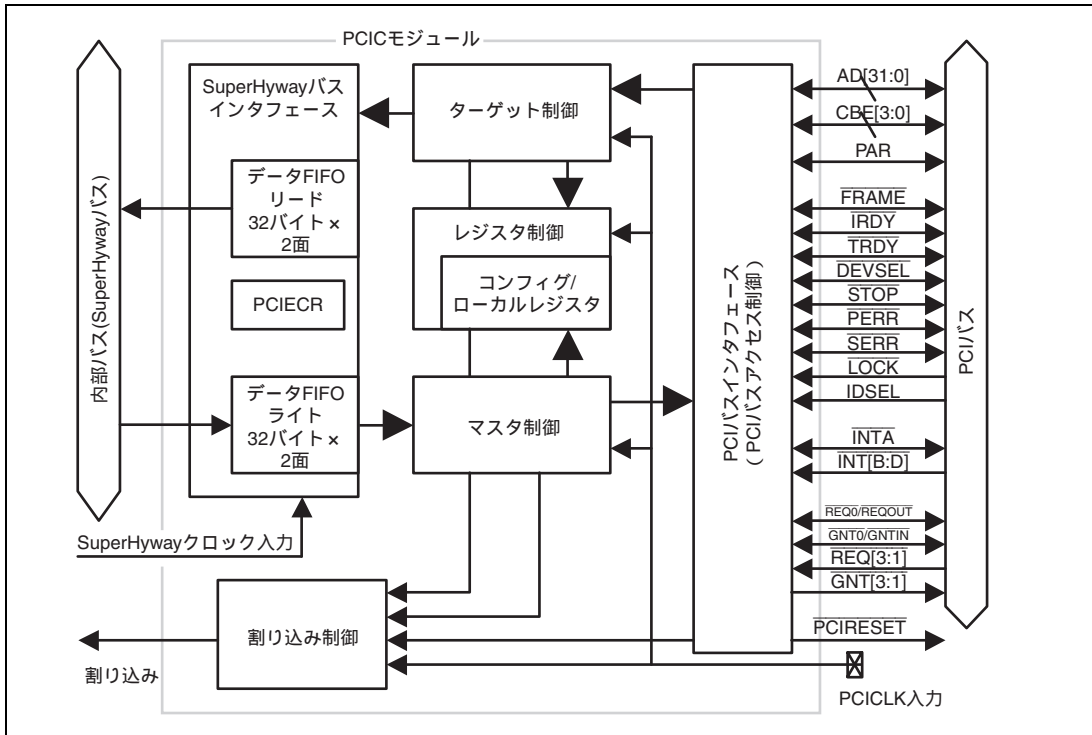 PCICモジュール
内部バス(SuperHywayバス)
SuperHywayバス
インタフェース
データFIFO
リード
32バイト ×
2面
PCIECR
データFIFO
ライト
32バイト ×
2面
SuperHywayクロック入力
ターゲット制御
レジスタ制御
コンフィグ/
ローカルレジスタ
マスタ制御
割り込み制御
割り込み
PCIバスインタフェース
(PCIバスアクセス制御)
AD[31:0]
CBE[3:0]
PAR
FRAME
IRDY
TRDY
DEVSEL
STOP
PERR
SERR
LOCK
IDSEL
INTA
INT[B:D]
REQ0/REQOUT
GNT0/GNTIN
REQ[3:1]
GNT[3:1]
PCIRESET
PCICLK入力
PCIバス